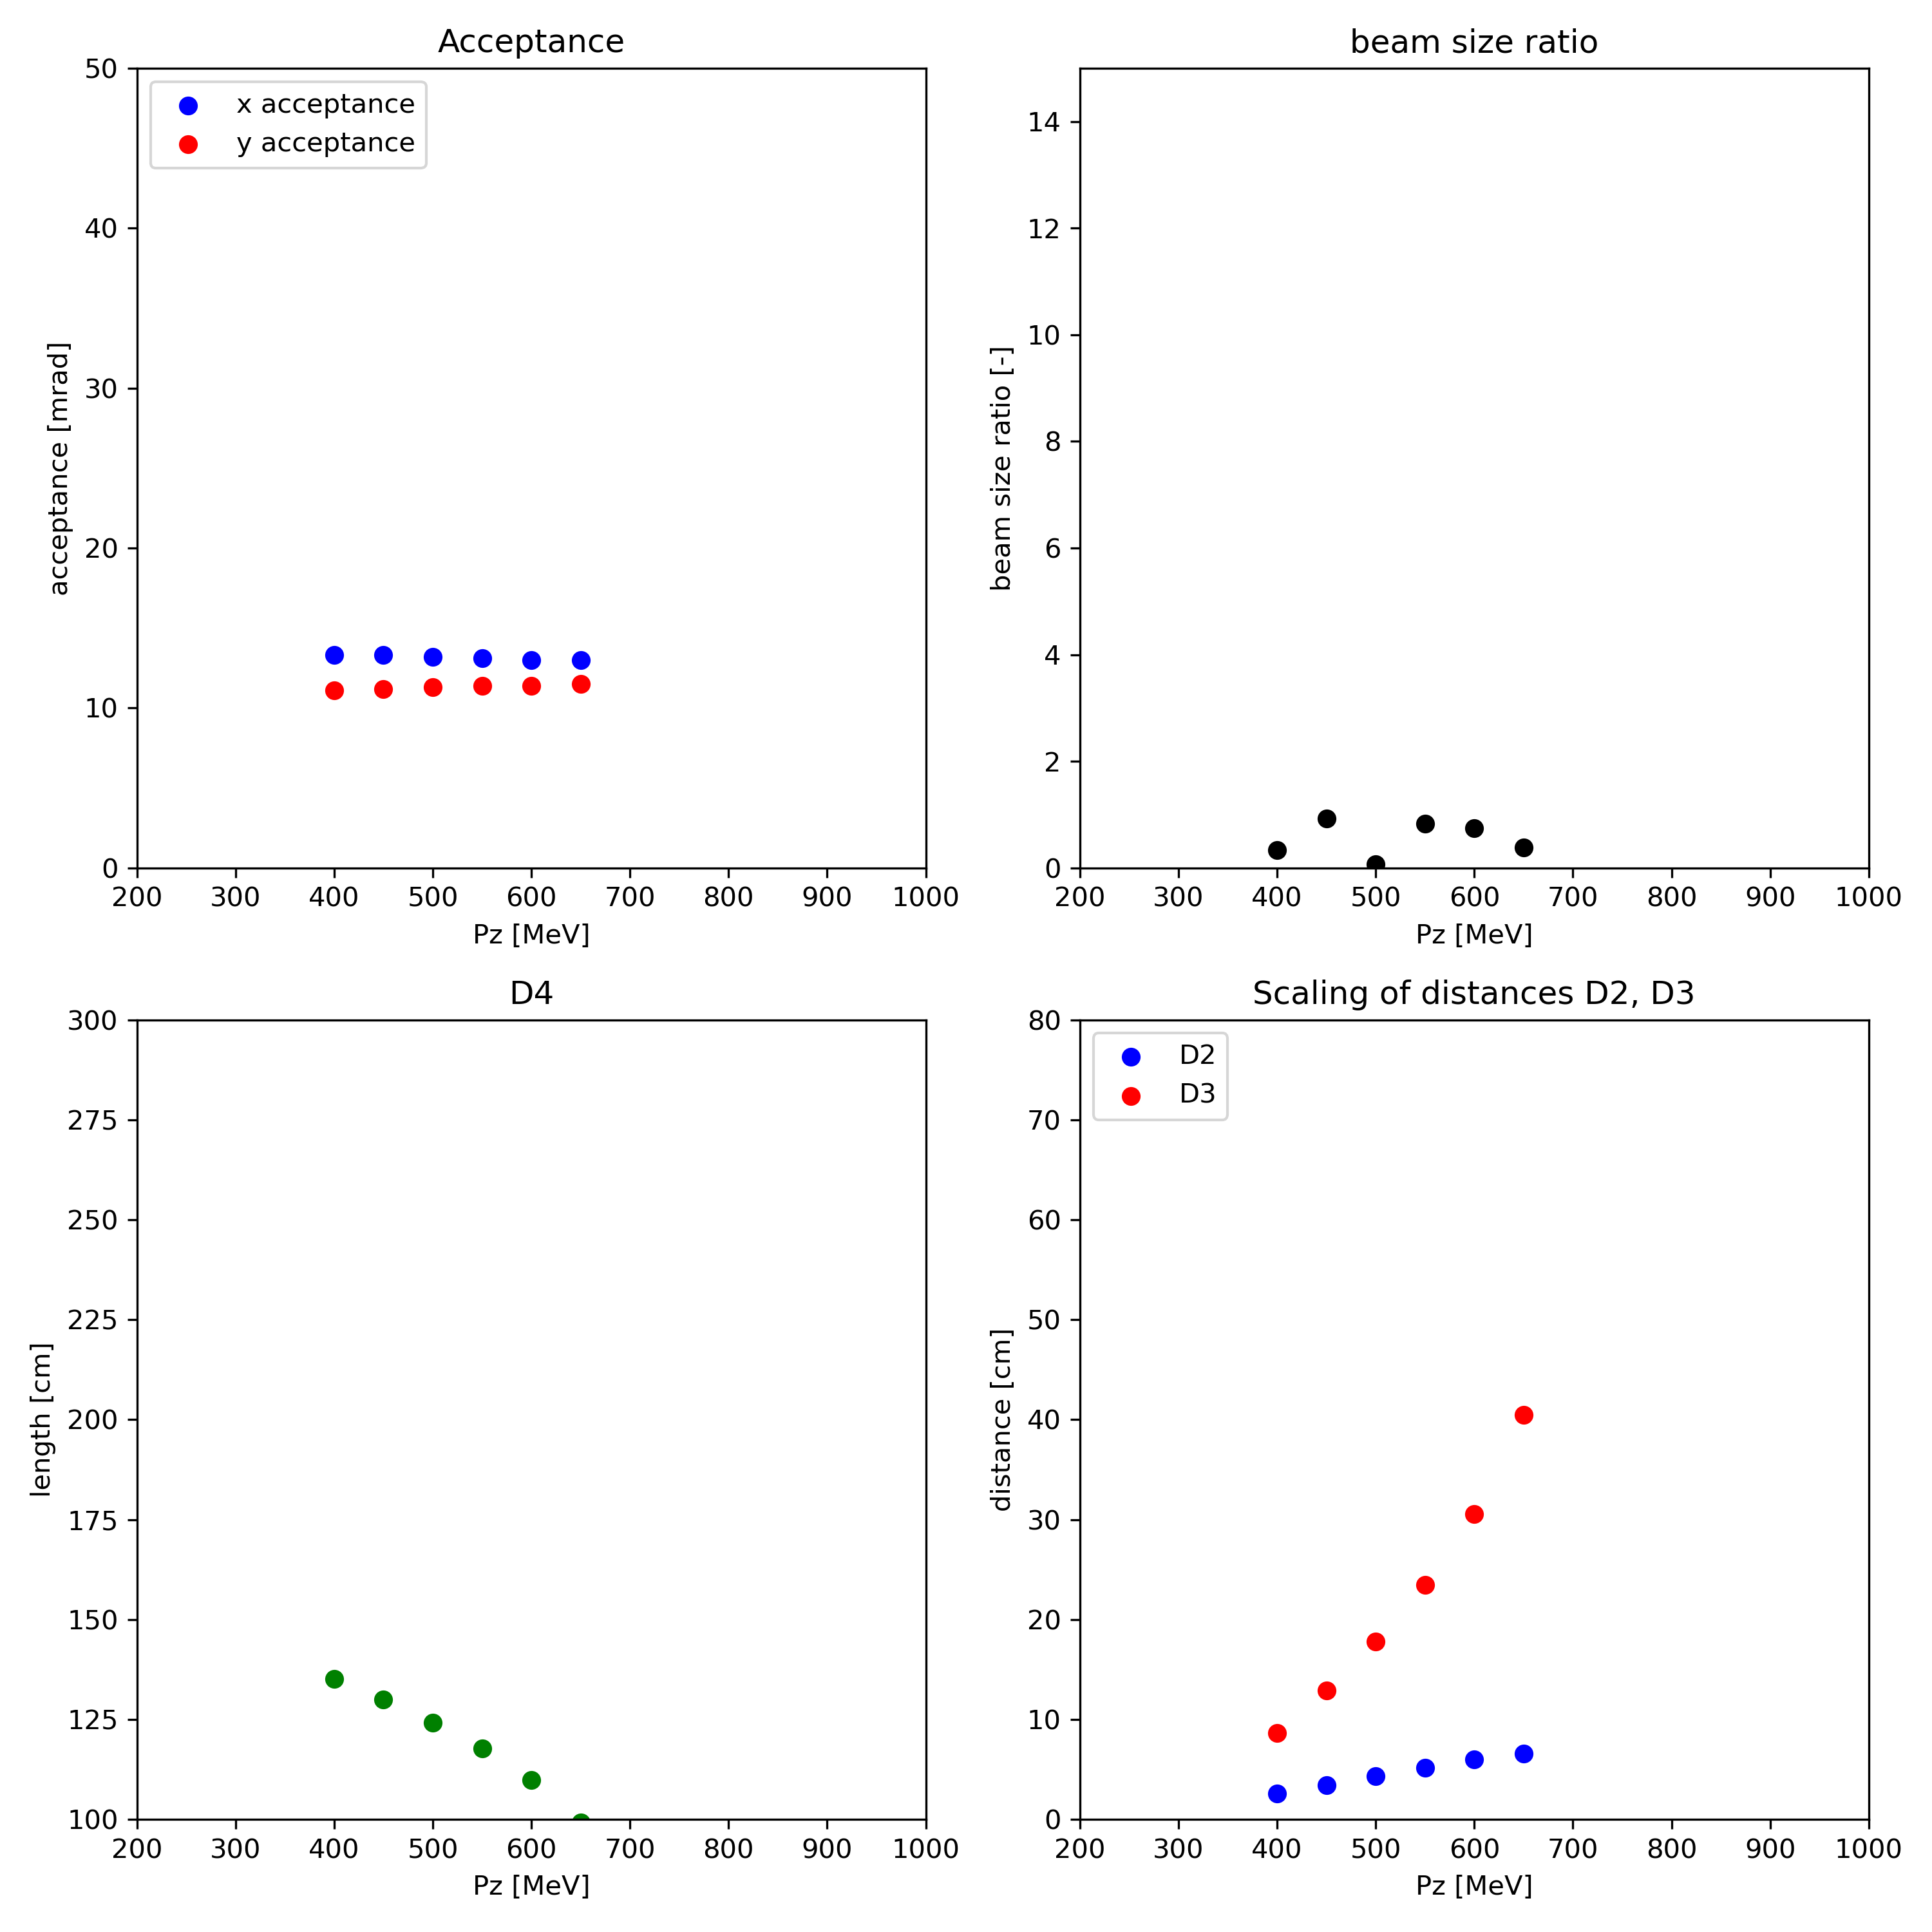 Acceptance
50
40
30
20
10
0
acceptance [mrad]
x acceptance
y acceptance
200 300 400 500 600 700 800 900 1000
Pz [MeV]
beam size ratio
14
12
10
8
6
4
2
0
beam size ratio [-]
200 300 400 500 600 700 800 900 1000
Pz [MeV]
D4
300
275
250
225
200
175
150
125
100
length [cm]
200 300 400 500 600 700 800 900 1000
Pz [MeV]
Scaling of distances D2, D3
80
70
60
50
40
30
20
10
0
distance [cm]
D2
D3
200 300 400 500 600 700 800 900 1000
Pz [MeV]